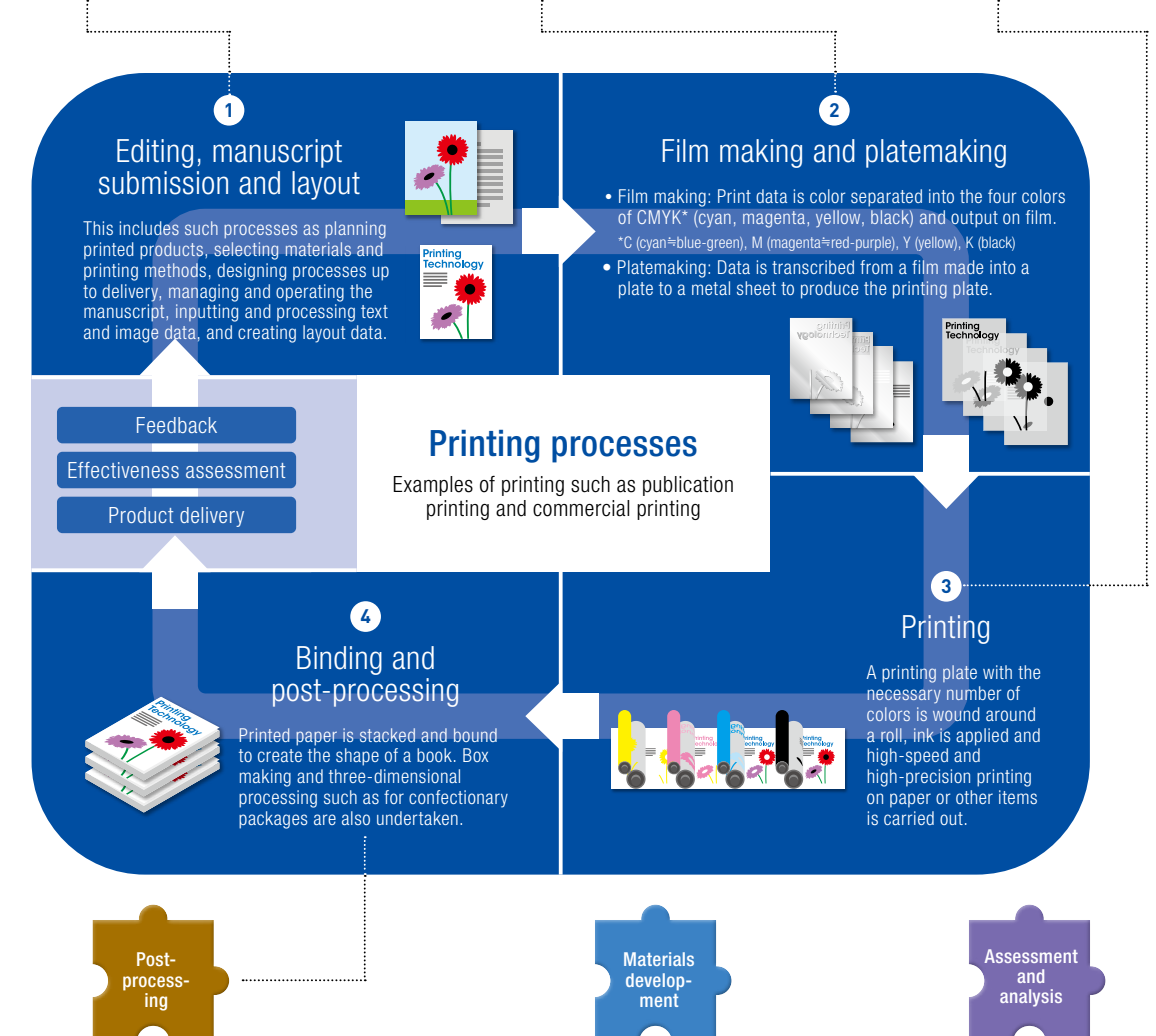 1
Editing, manuscript
submission and layout
This includes such processes as planning
printed products, selecting materials and
printing methods, designing processes up
to delivery, managing and operating the
manuscript, inputting and processing text
and image data, and creating layout data.
Printing
Technology
2
Film making and platemaking
• Film making: Print data is color separated into the four colors
of CMYK* (cyan, magenta, yellow, black) and output on film.
*C (cyan≒blue-green), M (magenta≒red-purple), Y (yellow), K (black)
• Platemaking: Data is transcribed from a film made into a
plate to a metal sheet to produce the printing plate.
Printing
Technology
Printing
Technology
Technology
Feedback
Effectiveness assessment
Product delivery
Printing processes
Examples of printing such as publication
printing and commercial printing
3
Printing
A printing plate with the
necessary number of
colors is wound around
a roll, ink is applied and
high-speed and
high-precision printing
on paper or other items
is carried out.
4
Binding and
post-processing
Printed paper is stacked and bound
to create the shape of a book. Box
making and three-dimensional
processing such as for confectionary
packages are also undertaken.
Printing
Technology
Post-
process-
ing
Materials
develop-
ment
Assessment
and
analysis